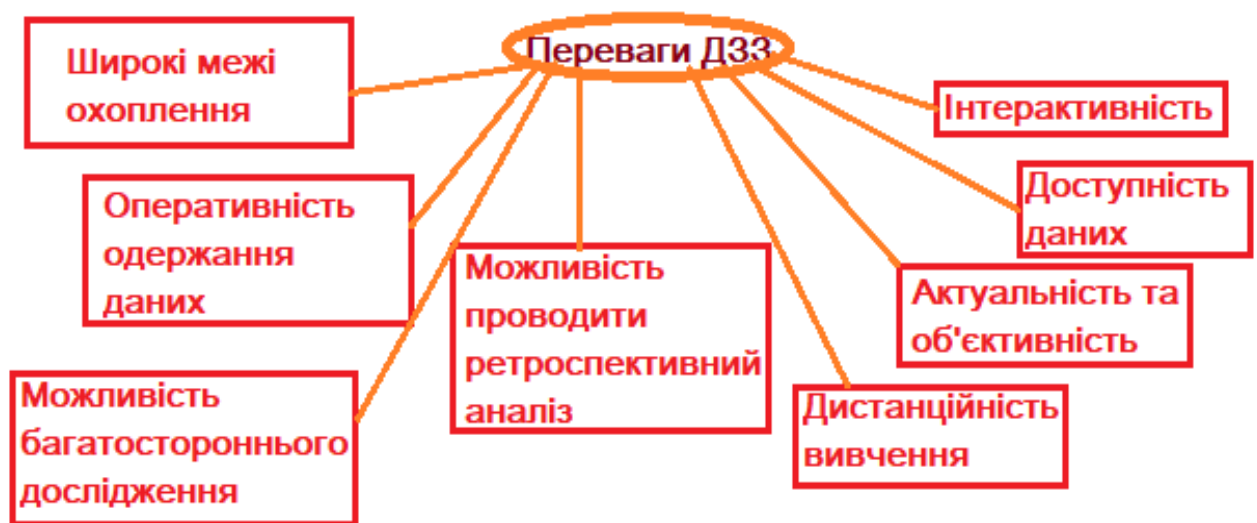 Переваги ДЗЗ
Широкі межі
охоплення
Оперативність
одержання
даних
Можливість
багатостороннього
дослідження
Можливість
проводити
ретроспективний
аналіз
Дистанційність
вивчення
Актуальність та
об'єктивність
Доступність
даних
Інтерактивність